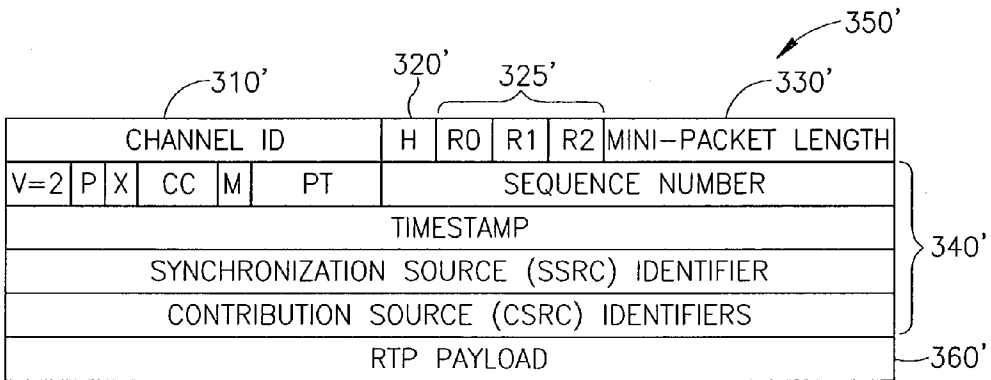 350'
310' 320' 325' 330'
CHANNEL ID H R0 R1 R2 MINI-PACKET LENGTH
V=2 P X CC M PT SEQUENCE NUMBER
TIMESTAMP
340'
SYNCHRONIZATION SOURCE (SSRC) IDENTIFIER
CONTRIBUTION SOURCE (CSRC) IDENTIFIERS
RTP PAYLOAD 360'